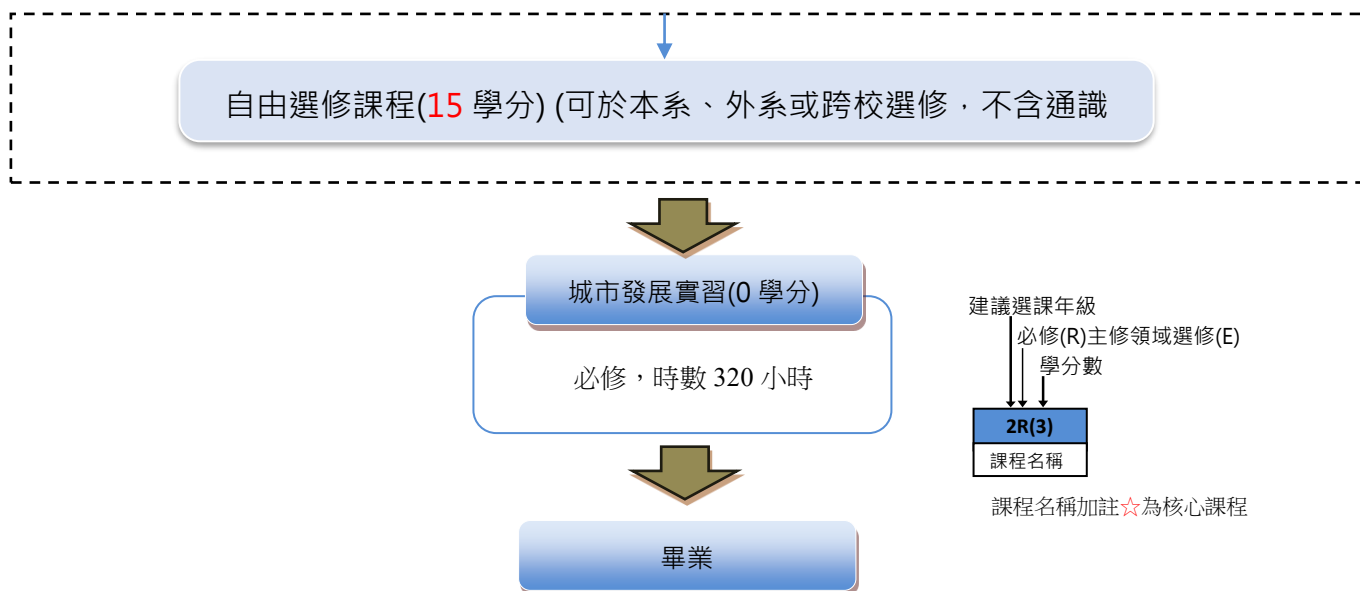 自由選修課程(15 學分) (可於本系、外系或跨校選修，不含通識
城市發展實習(0 學分)
必修，時數 320 小時
建議選課年級
必修(R)主修領域選修(E)
學分數
2R(3)
課程名稱
課程名稱加註☆為核心課程
畢業